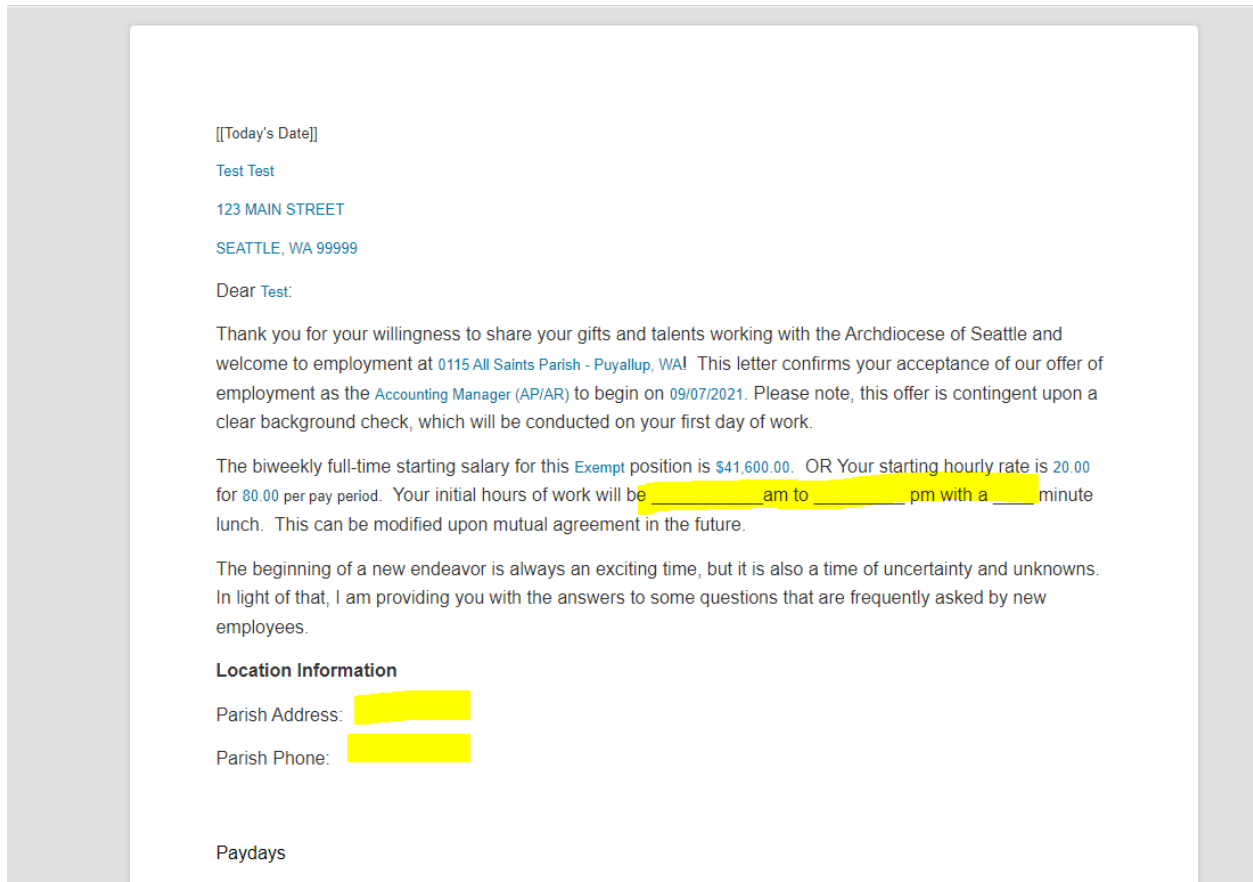 [[Today's Date]]
Test Test
123 MAIN STREET
SEATTLE, WA 99999
Dear Test:
Thank you for your willingness to share your gifts and talents working with the Archdiocese of Seattle and
welcome to employment at 0115 All Saints Parish - Puyallup, WA! This letter confirms your acceptance of our offer of
employment as the Accounting Manager (AP/AR) to begin on 09/07/2021. Please note, this offer is contingent upon a
clear background check, which will be conducted on your first day of work.
The biweekly full-time starting salary for this Exempt position is $41,600.00. OR Your starting hourly rate is 20.00
for 80.00 per pay period. Your initial hours of work will be ___________am to _________ pm with a ____ minute
lunch. This can be modified upon mutual agreement in the future.
The beginning of a new endeavor is always an exciting time, but it is also a time of uncertainty and unknowns.
In light of that, I am providing you with the answers to some questions that are frequently asked by new
employees.
Location Information
Parish Address:
Parish Phone:
Paydays